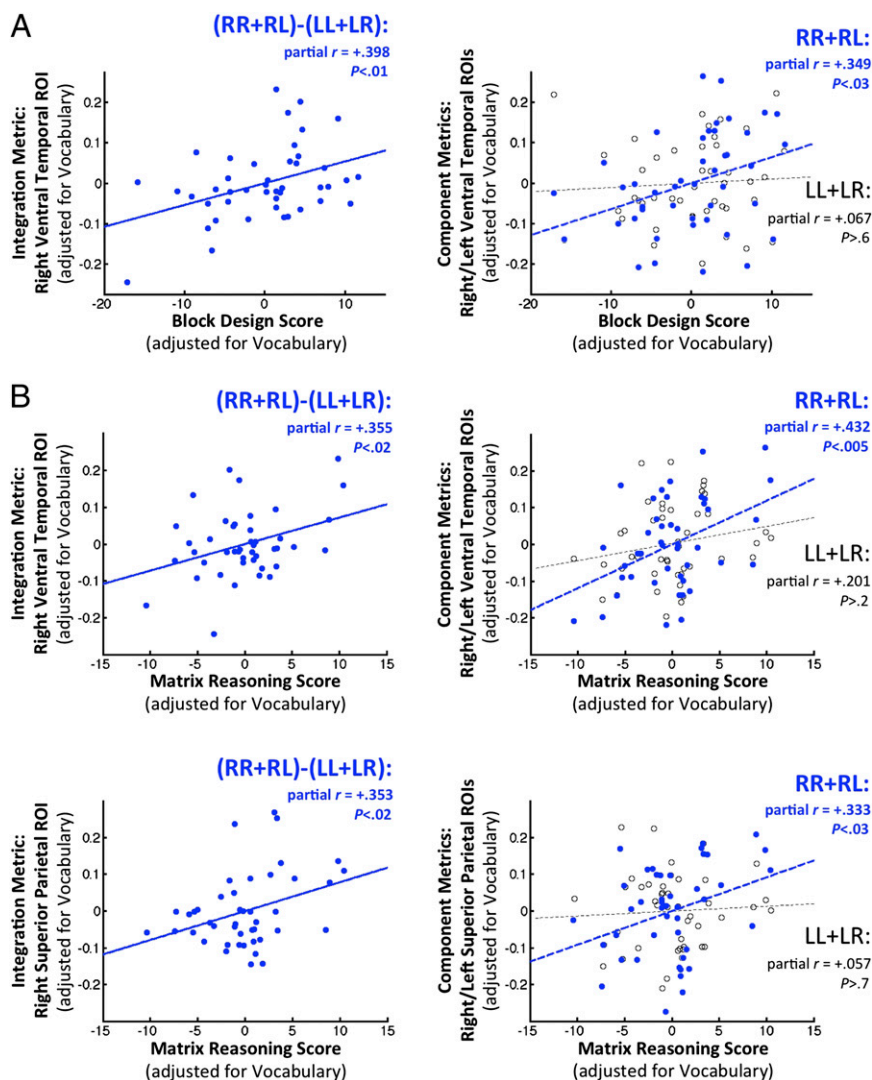 A
(RR+RL)-(LL+LR):
partial r = +.398
P<.01
Integration Metric:
Right Ventral Temporal ROI
(adjusted for Vocabulary)
0.2
0.1
0
-0.1
-0.2
-20
-10
0
10
Block Design Score
(adjusted for Vocabulary)
RR+RL:
partial r = +.349
P<.03
Component Metrics:
Right/Left Ventral Temporal ROIs
(adjusted for Vocabulary)
0.2
0.1
0
-0.1
-0.2
LL+LR:
partial r = +.067
P>.6
-20
-10
0
10
Block Design Score
(adjusted for Vocabulary)
B
(RR+RL)-(LL+LR):
partial r = +.355
P<.02
Integration Metric:
Right Ventral Temporal ROI
(adjusted for Vocabulary)
0.2
0.1
0
-0.1
-0.2
-15
-10
-5
0
5
10
15
Matrix Reasoning Score
(adjusted for Vocabulary)
RR+RL:
partial r = +.432
P<.005
Component Metrics:
Right/Left Ventral Temporal ROIs
(adjusted for Vocabulary)
0.2
0.1
0
-0.1
-0.2
LL+LR:
partial r = +.201
P>.2
-15
-10
-5
0
5
10
15
Matrix Reasoning Score
(adjusted for Vocabulary)
(RR+RL)-(LL+LR):
partial r = +.353
P<.02
Integration Metric:
Right Superior Parietal ROI
(adjusted for Vocabulary)
0.2
0.1
0
-0.1
-0.2
-15
-10
-5
0
5
10
15
Matrix Reasoning Score
(adjusted for Vocabulary)
RR+RL:
partial r = +.333
P<.03
Component Metrics:
Right/Left Superior Parietal ROIs
(adjusted for Vocabulary)
0.2
0.1
0
-0.1
-0.2
LL+LR:
partial r = +.057
P>.7
-15
-10
-5
0
5
10
15
Matrix Reasoning Score
(adjusted for Vocabulary)